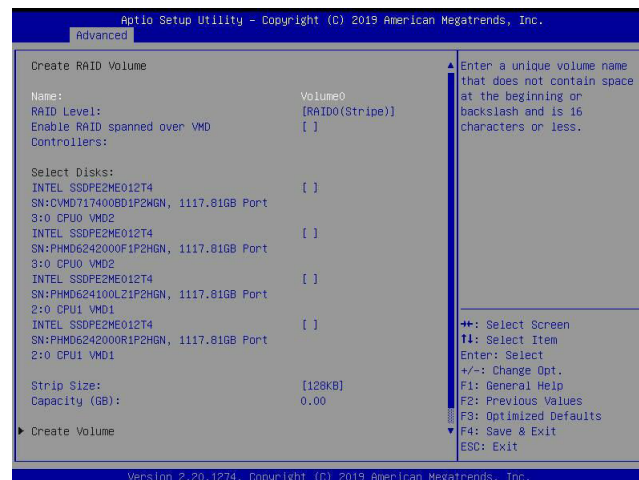 Aptio Setup Utility – Copyright (C) 2019 American Megatrends, Inc.
Advanced
Create RAID Volume
Name: Volume0
RAID Level: [RAID0(Stripe)]
Enable RAID spanned over VMD [ ]
Controllers:
Select Disks:
INTEL SSDPE2ME012T4 [ ]
SN:CVMD717400BD1P2WGN, 1117.81GB Port
3:0 CPU0 VMD2
INTEL SSDPE2ME012T4 [ ]
SN:PHMD6242000F1P2HGN, 1117.81GB Port
3:0 CPU0 VMD2
INTEL SSDPE2ME012T4 [ ]
SN:PHMD624100LZ1P2HGN, 1117.81GB Port
2:0 CPU1 VMD1
INTEL SSDPE2ME012T4 [ ]
SN:PHMD6242000R1P2HGN, 1117.81GB Port
2:0 CPU1 VMD1
Strip Size: [128KB]
Capacity (GB): 0.00
Create Volume
Enter a unique volume name
that does not contain space
at the beginning or
backslash and is 16
characters or less.
→←: Select Screen
↑↓: Select Item
Enter: Select
+/-: Change Opt.
F1: General Help
F2: Previous Values
F3: Optimized Defaults
F4: Save & Exit
ESC: Exit
Version 2.20.1274. Copyright (C) 2019 American Megatrends, Inc.